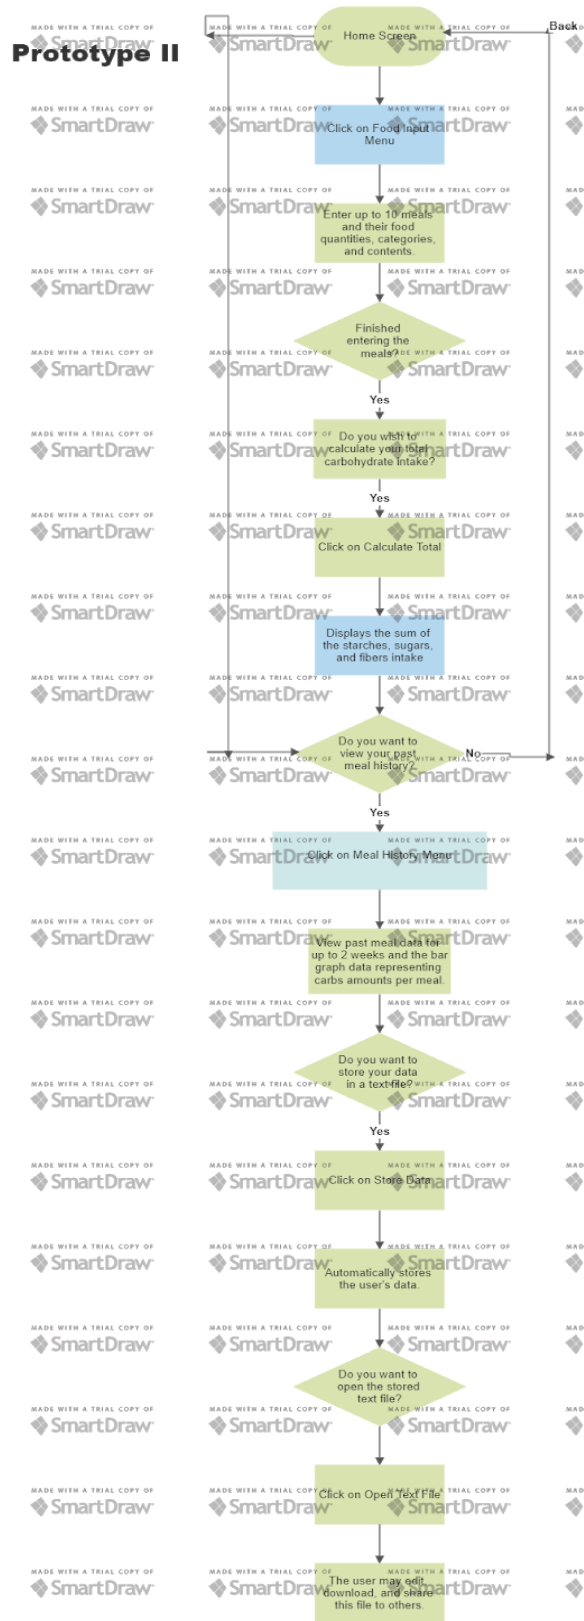 Prototype II
Home Screen
Back
Click on Food Input
Menu
Enter up to 10 meals
and their food
quantities, categories,
and contents.
Finished
entering the
meals?
Yes
Do you wish to
calculate your total
carbohydrate intake?
Yes
Click on Calculate Total
Displays the sum of
the starches, sugars,
and fibers intake
Do you want to
view your past
meal history?
No
Yes
Click on Meal History Menu
View past meal data for
up to 2 weeks and the bar
graph data representing
carbs amounts per meal.
Do you want to
store your data
in a text file?
Yes
Click on Store Data
Automatically stores
the user's data.
Do you want to
open the stored
text file?
Click on Open Text File
The user may edit,
download, and share
this file to others.
MADE WITH A TRIAL COPY OF
SmartDraw